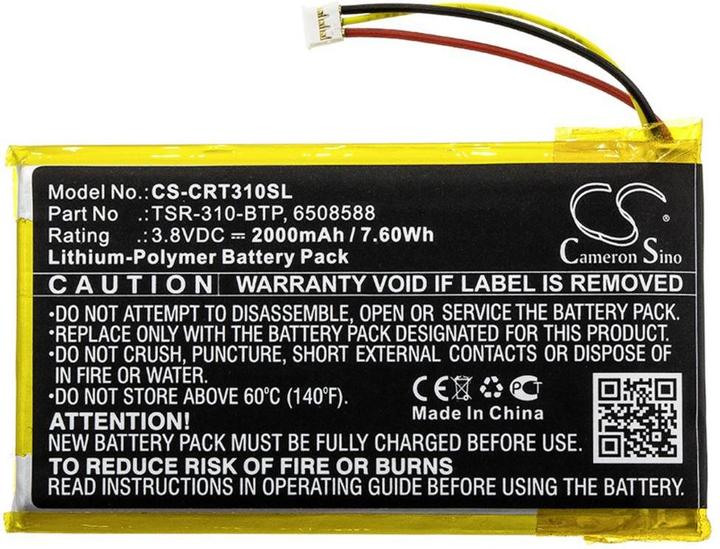 Model No.: CS-CRT310SL
Part No : TSR-310-BTP, 6508588
Rating : 3.8VDC ⎓ 2000mAh / 7.60Wh
Lithium-Polymer Battery Pack
CS
Cameron Sino
CAUTION WARRANTY VOID IF LABEL IS REMOVED
•DO NOT ATTEMPT TO DISASSEMBLE, OPEN OR SERVICE THE BATTERY PACK.
•REPLACE ONLY WITH THE BATTERY PACK DESIGNATED FOR THIS PRODUCT.
•DO NOT CRUSH, PUNCTURE, SHORT EXTERNAL CONTACTS OR DISPOSE
IN FIRE OR WATER.
•DO NOT STORE ABOVE 60°C (140°F).
CE PCT
Made In China
ATTENTION!
NEW BATTERY PACK MUST BE FULLY CHARGED BEFORE USE.
TO REDUCE RISK OF FIRE OR BURNS
READ INSTRUCTIONS IN OPERATING GUIDE BEFORE USING BATTERY PACK.